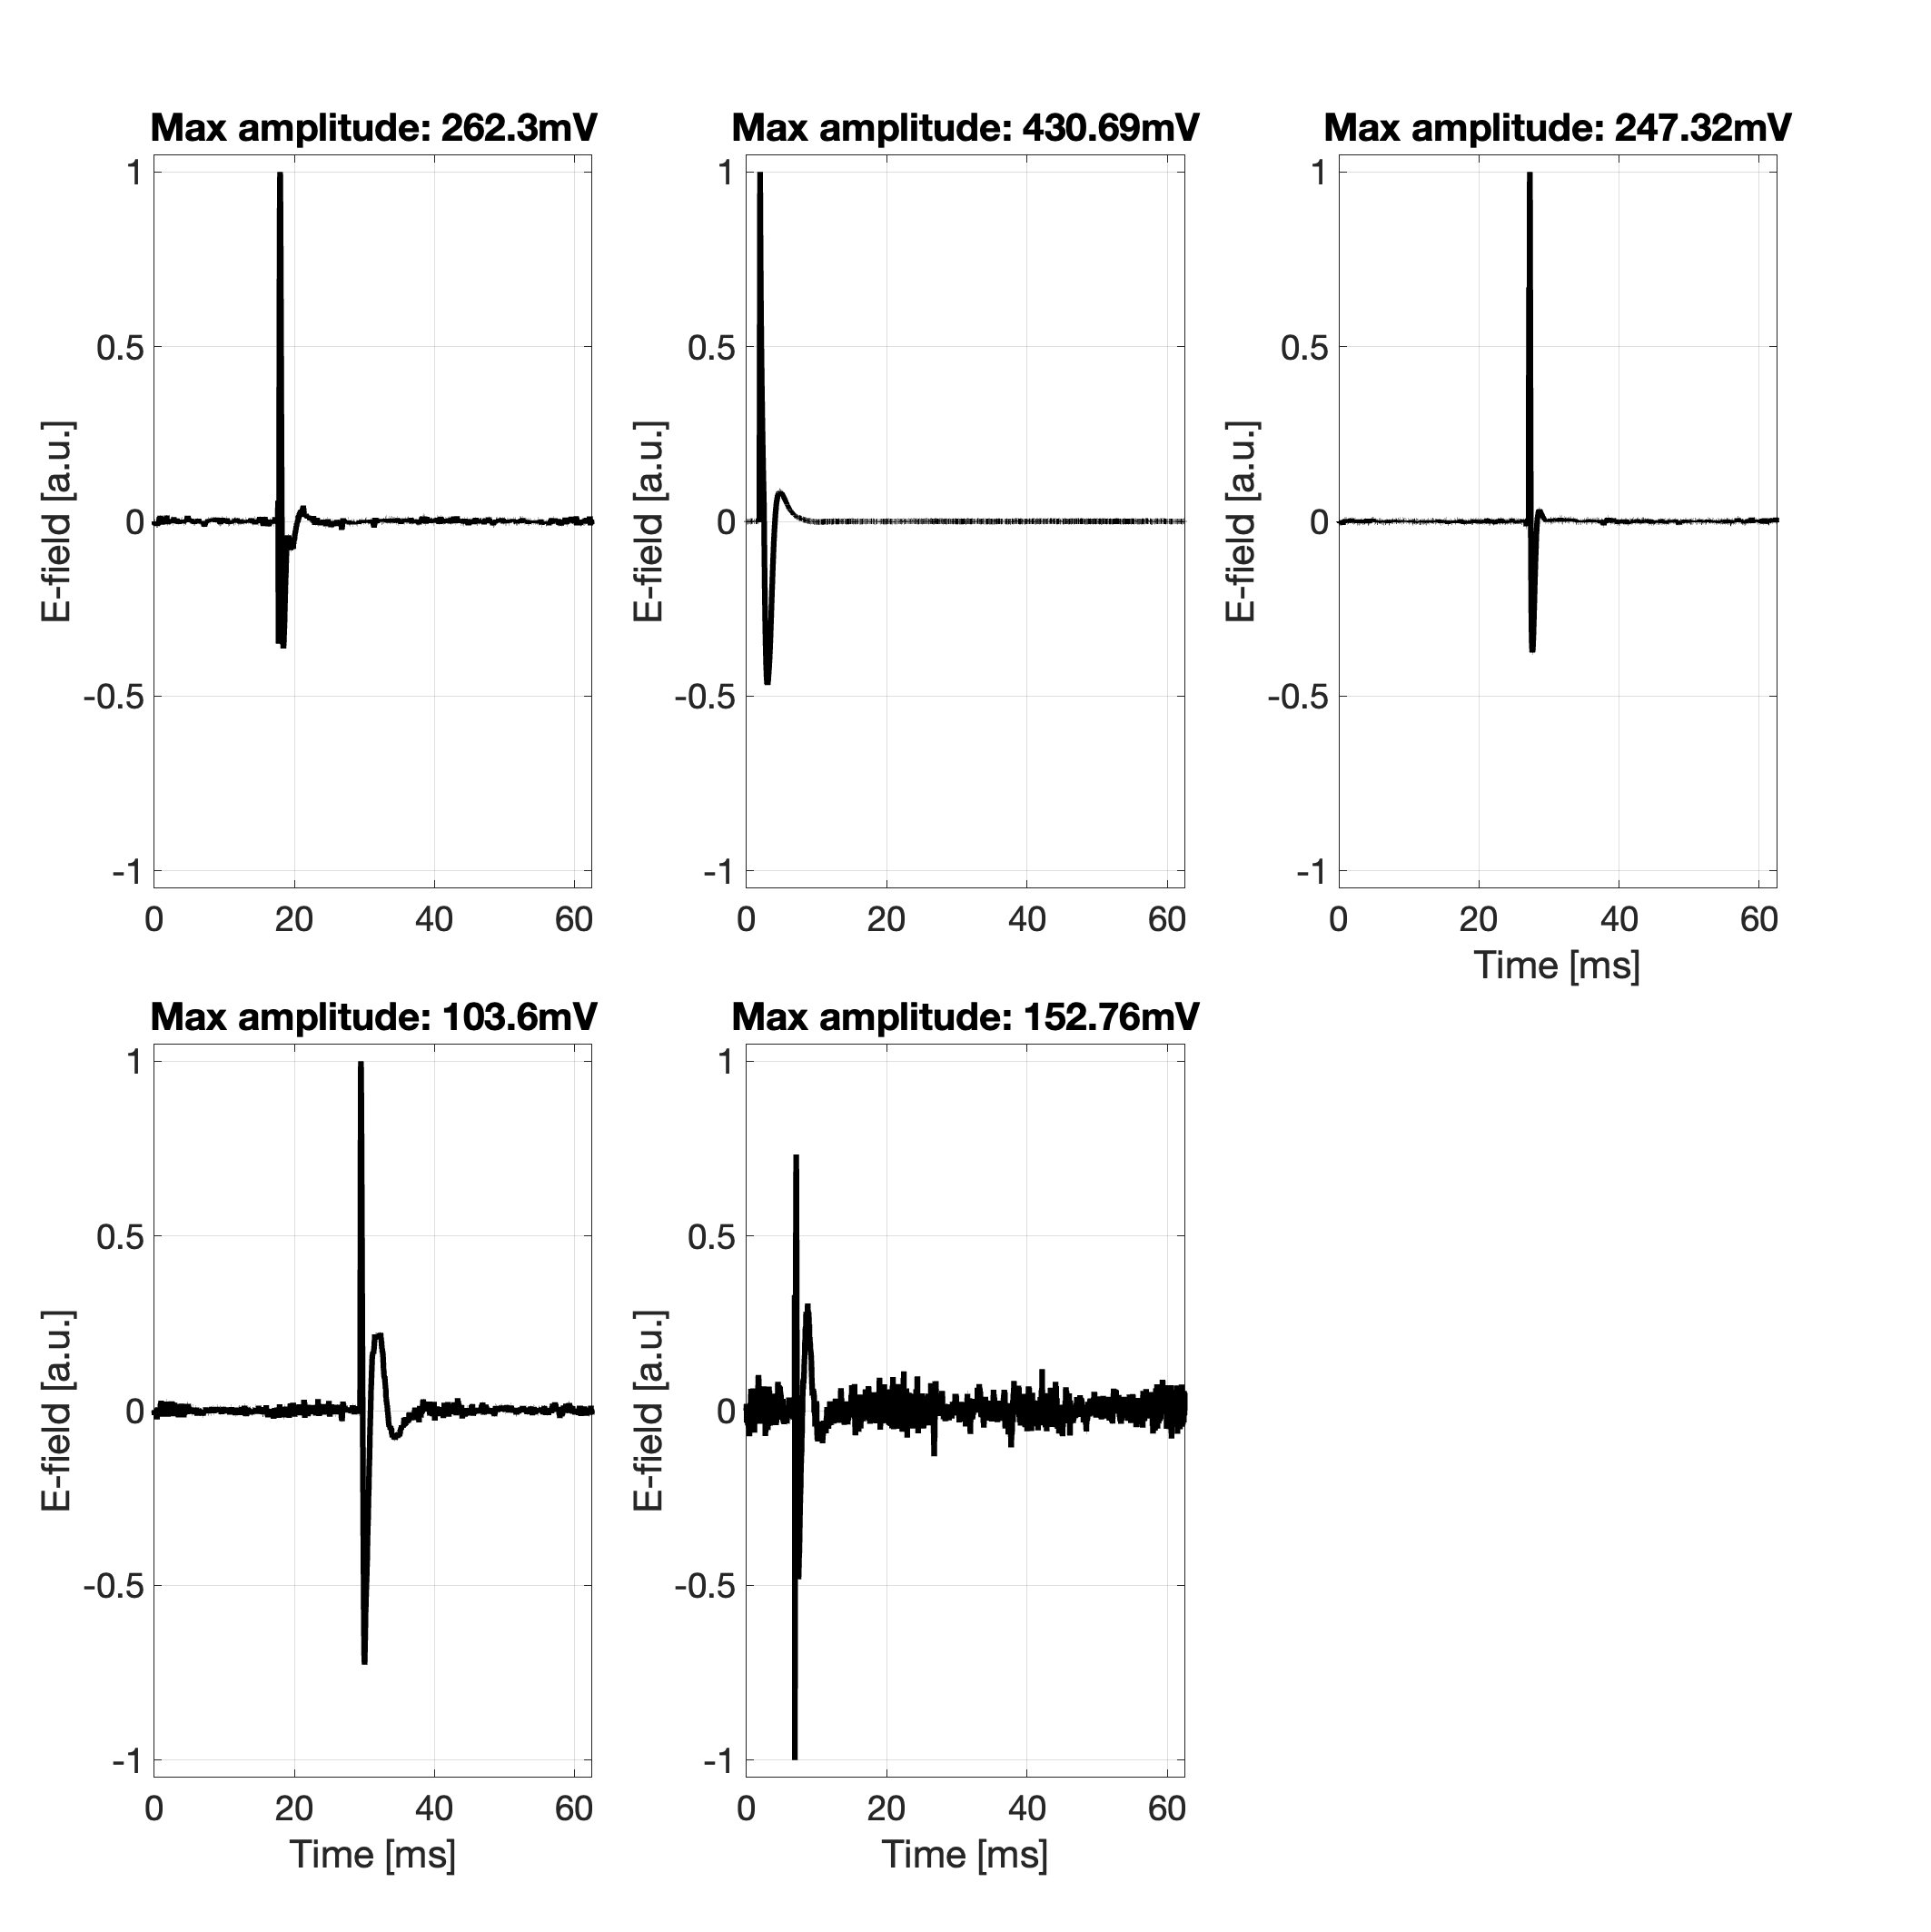 Max amplitude: 262.3mV
E-field [a.u.]
1
0.5
0
-0.5
-1
0 20 40 60
Max amplitude: 430.69mV
E-field [a.u.]
1
0.5
0
-0.5
-1
0 20 40 60
Max amplitude: 247.32mV
E-field [a.u.]
1
0.5
0
-0.5
-1
0 20 40 60
Time [ms]
Max amplitude: 103.6mV
E-field [a.u.]
1
0.5
0
-0.5
-1
0 20 40 60
Time [ms]
Max amplitude: 152.76mV
E-field [a.u.]
1
0.5
0
-0.5
-1
0 20 40 60
Time [ms]